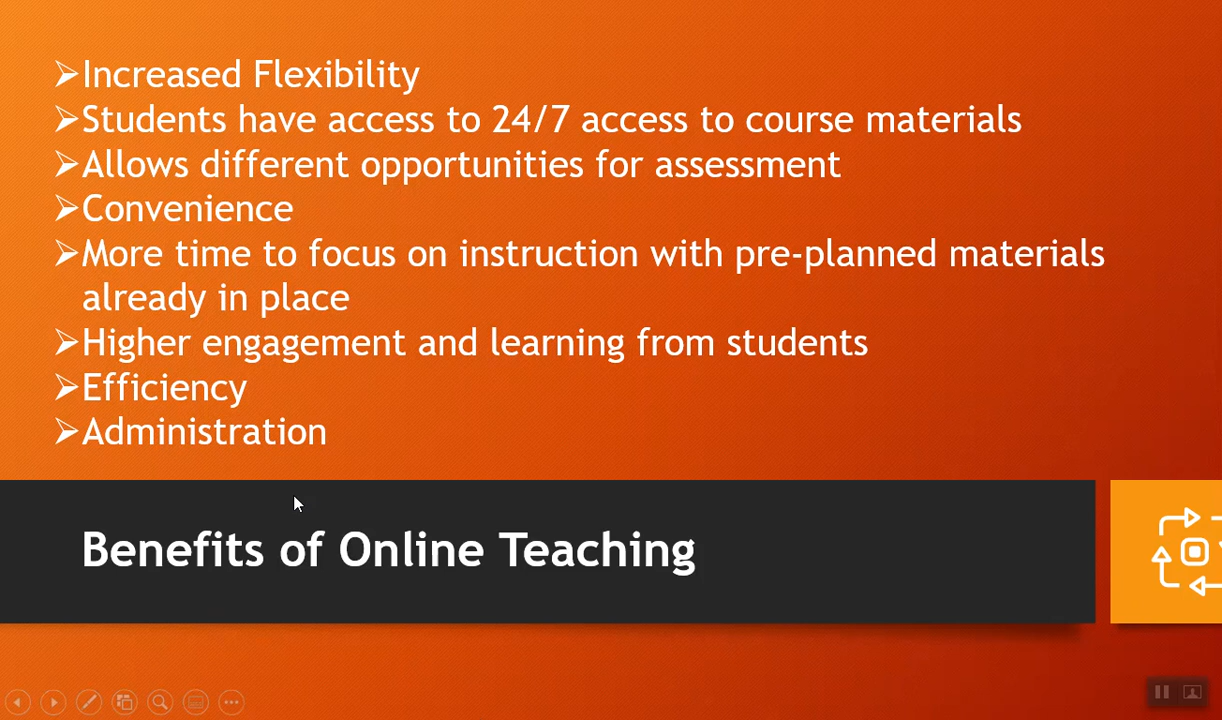 ➢Increased Flexibility
➢Students have access to 24/7 access to course materials
➢Allows different opportunities for assessment
➢Convenience
➢More time to focus on instruction with pre-planned materials
already in place
➢Higher engagement and learning from students
➢Efficiency
➢Administration
Benefits of Online Teaching